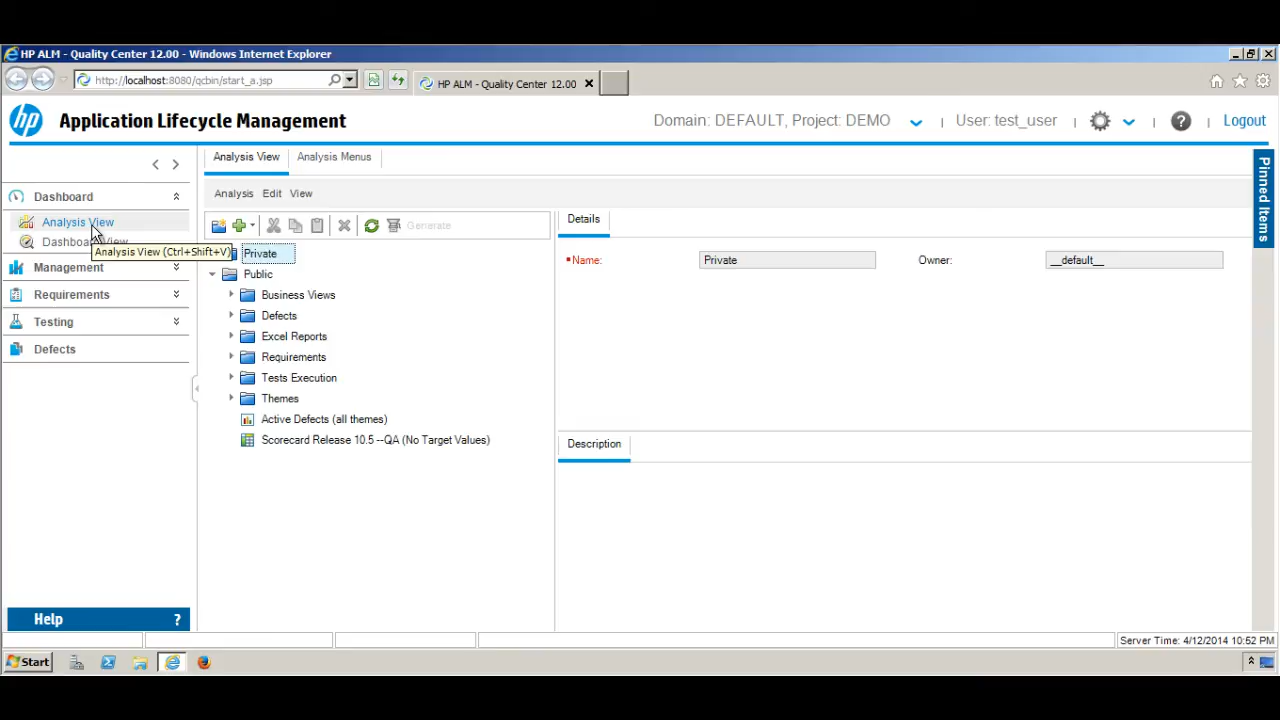 HP ALM - Quality Center 12.00 - Windows Internet Explorer
http://localhost:8080/qcbin/start_a.jsp
HP ALM - Quality Center 12.00
hp Application Lifecycle Management
Domain: DEFAULT, Project: DEMO
User: test_user
Logout
Dashboard
Analysis View
Analysis View (Ctrl+Shift+V)
Management
Requirements
Testing
Defects
Help ?
Analysis View Analysis Menus
Analysis Edit View
Generate
Private
Public
Business Views
Defects
Excel Reports
Requirements
Tests Execution
Themes
Active Defects (all themes)
Scorecard Release 10.5 --QA (No Target Values)
Details
*Name: Private Owner: __default__
Description
Pinned Items
Server Time: 4/12/2014 10:52 PM
Start